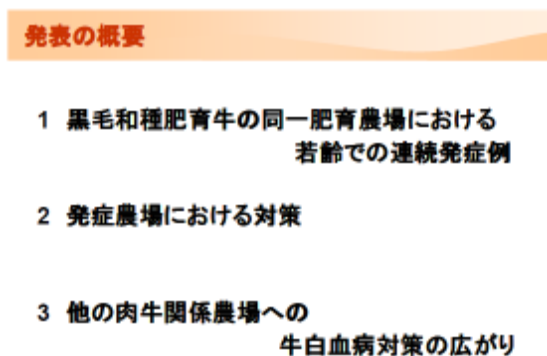 発表の概要
1 黒毛和種肥育牛の同一肥育農場における
若齢での連続発症例
2 発症農場における対策
3 他の肉牛関係農場への
牛白血病対策の広がり